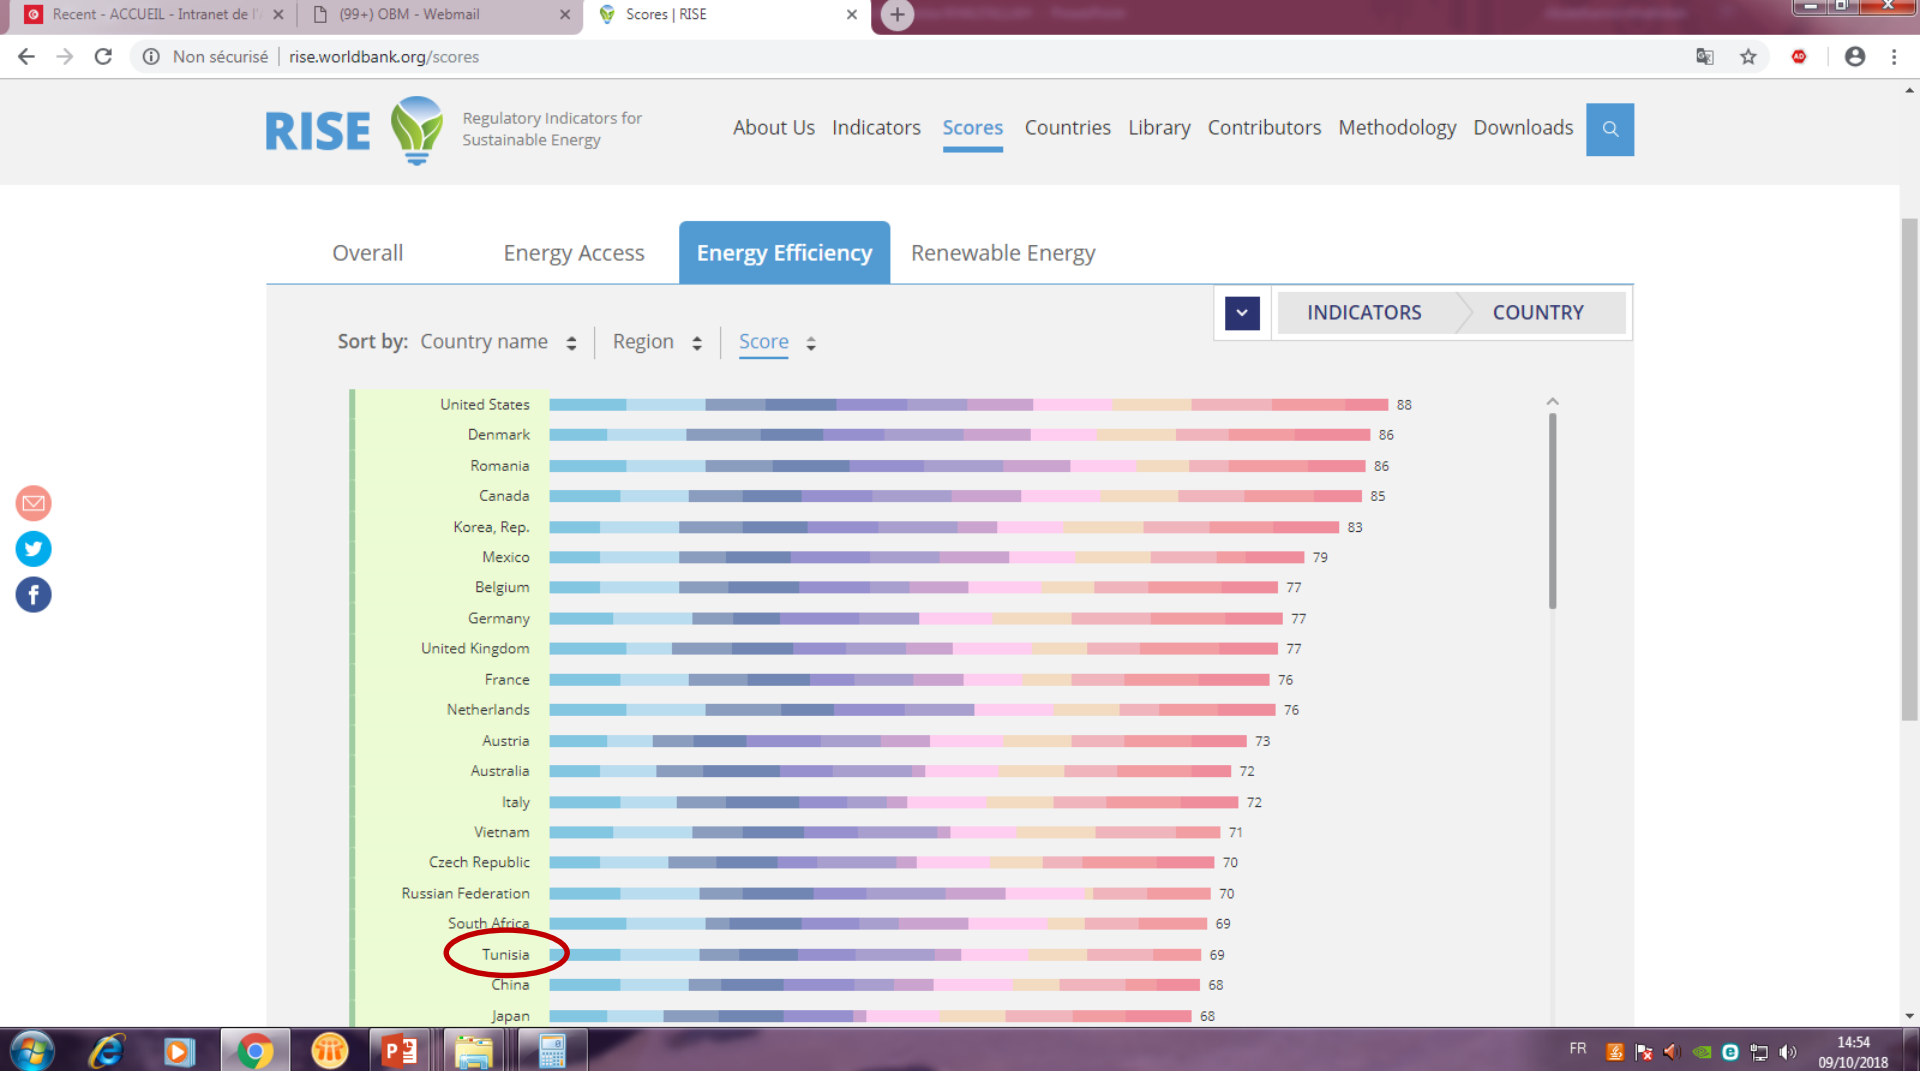 Recent - ACCUEIL - Intranet de l'
(99+) OBM - Webmail
Scores | RISE
Non sécurisé | rise.worldbank.org/scores
RISE
Regulatory Indicators for
Sustainable Energy
About Us Indicators Scores Countries Library Contributors Methodology Downloads
Overall Energy Access Energy Efficiency Renewable Energy
INDICATORS COUNTRY
Sort by: Country name Region Score
United States 88
Denmark 86
Romania 86
Canada 85
Korea, Rep. 83
Mexico 79
Belgium 77
Germany 77
United Kingdom 77
France 76
Netherlands 76
Austria 73
Australia 72
Italy 72
Vietnam 71
Czech Republic 70
Russian Federation 70
South Africa 69
Tunisia 69
China 68
Japan 68
FR
14:54
09/10/2018